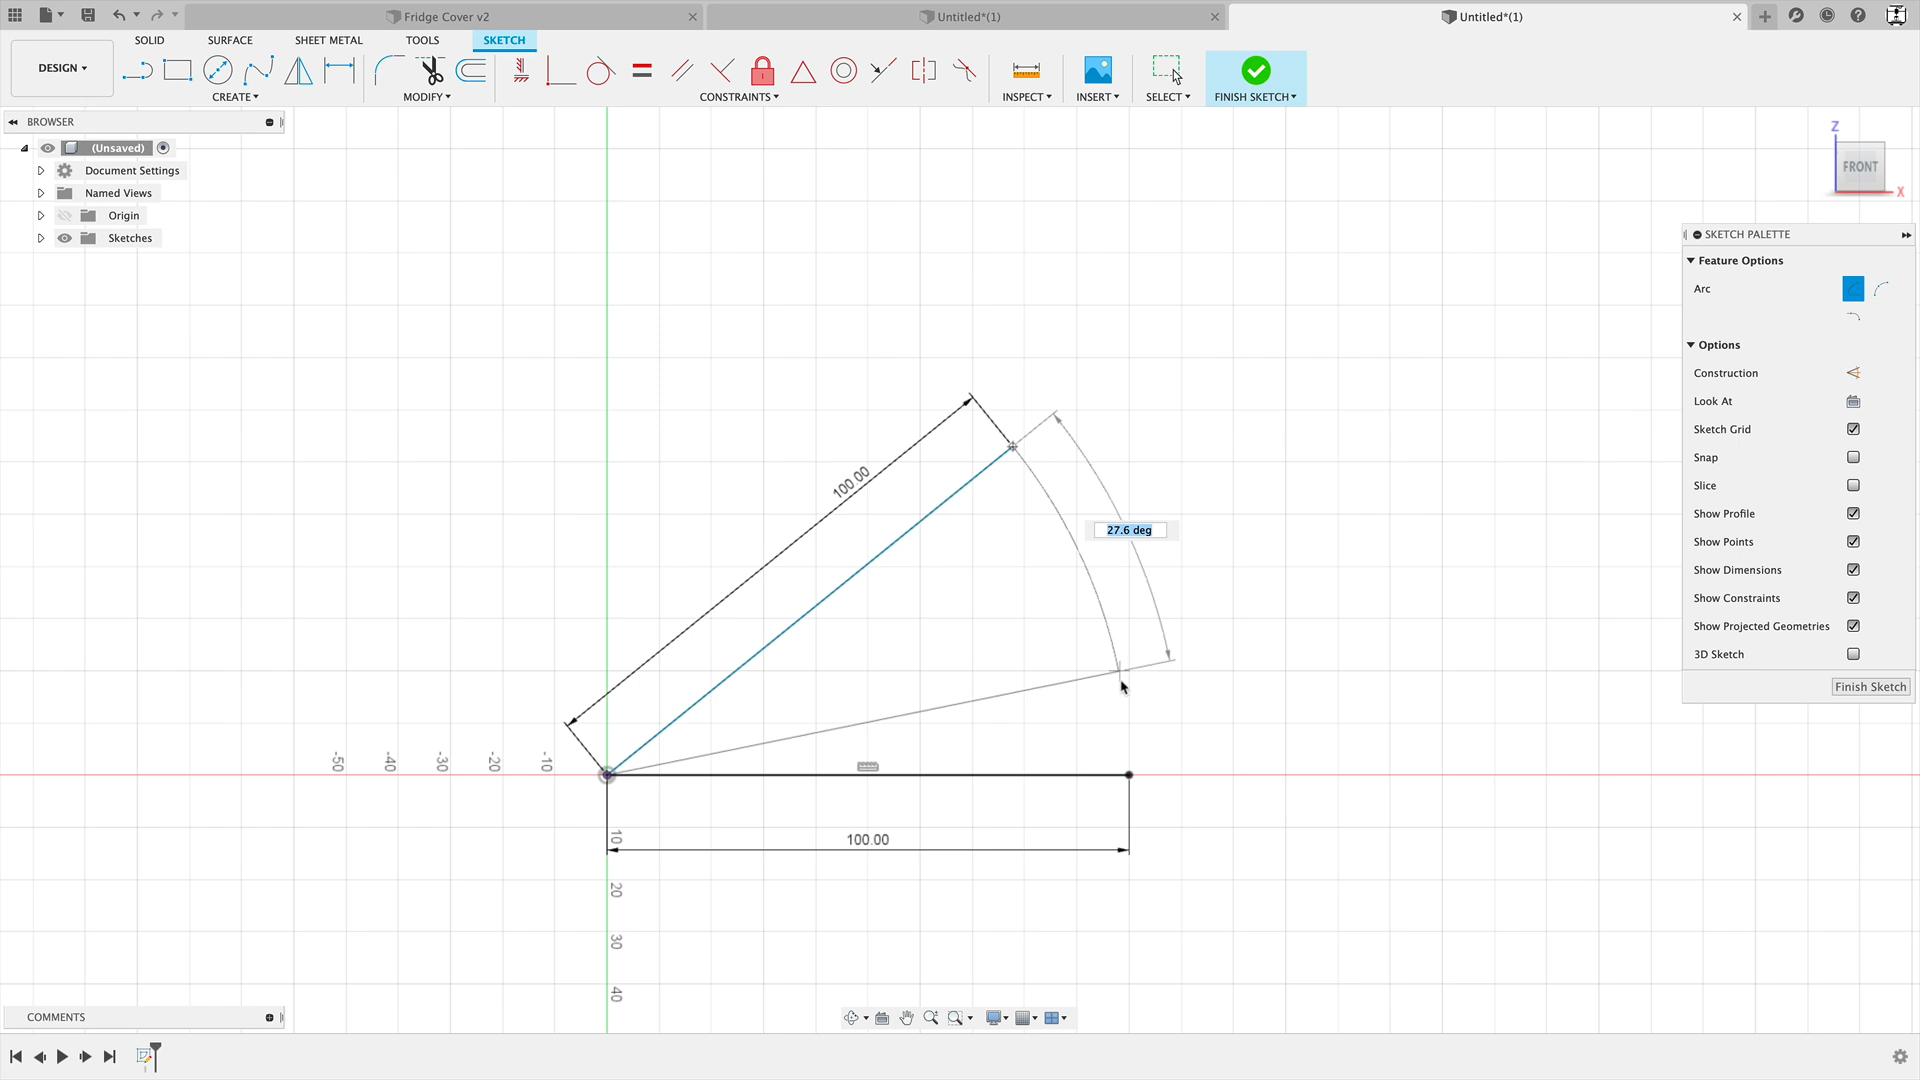 Fridge Cover v2
Untitled*(1)
Untitled*(1)
SOLID SURFACE SHEET METAL TOOLS SKETCH
DESIGN
CREATE MODIFY CONSTRAINTS INSPECT INSERT SELECT FINISH SKETCH
BROWSER
(Unsaved)
Document Settings
Named Views
Origin
Sketches
Z
FRONT
X
SKETCH PALETTE
Feature Options
Arc
Options
Construction
Look At
Sketch Grid
Snap
Slice
Show Profile
Show Points
Show Dimensions
Show Constraints
Show Projected Geometries
3D Sketch
Finish Sketch
100.00
27.6 deg
-50 -40 -30 -20 -10
100.00
10
20
30
40
COMMENTS